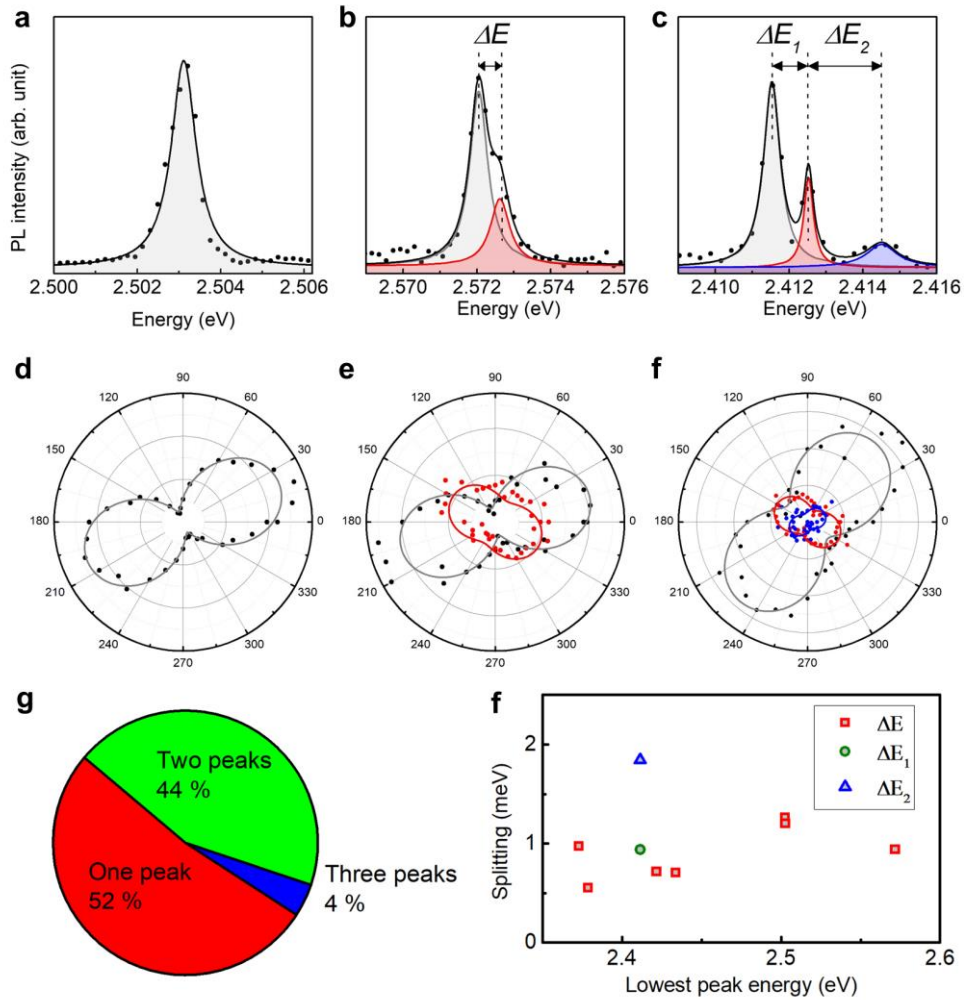 a
b
c
ΔE
ΔE₁
ΔE₂
PL intensity (arb. unit)
2.500 2.502 2.504 2.506
2.570 2.572 2.574 2.576
2.410 2.412 2.414 2.416
Energy (eV)
Energy (eV)
Energy (eV)
d
e
f
90
120 60
150 30
180 0
210 330
240 300
270
90
120 60
150 30
180 0
210 330
240 300
270
90
120 60
150 30
180 0
210 330
240 300
270
g
Two peaks
44 %
One peak
52 %
Three peaks
4 %
f
ΔE
ΔE₁
ΔE₂
Splitting (meV)
2
1
0
2.4 2.5 2.6
Lowest peak energy (eV)